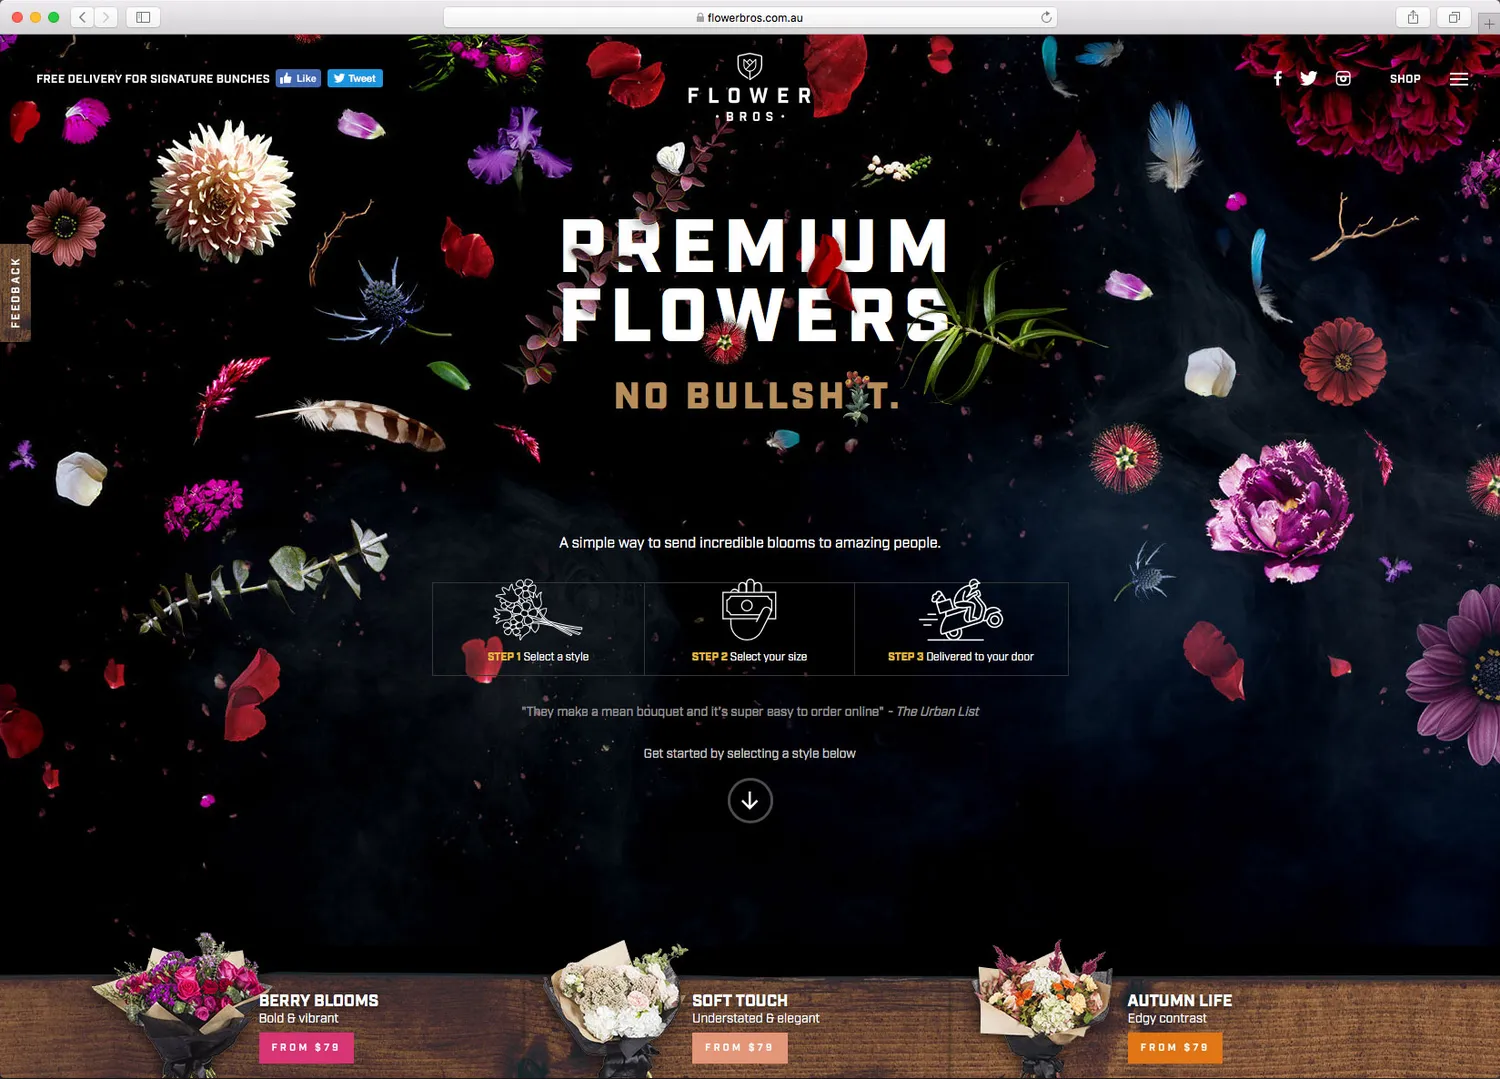 flowerbros.com.au
FREE DELIVERY FOR SIGNATURE BUNCHES
Like
Tweet
FLOWER
· BROS ·
SHOP
FEEDBACK
PREMIUM
FLOWERS
NO BULLSH T.
A simple way to send incredible blooms to amazing people.
STEP 1 Select a style
STEP 2 Select your size
STEP 3 Delivered to your door
"They make a mean bouquet and it's super easy to order online" - The Urban List
Get started by selecting a style below
BERRY BLOOMS
Bold & vibrant
FROM $79
SOFT TOUCH
Understated & elegant
FROM $79
AUTUMN LIFE
Edgy contrast
FROM $79